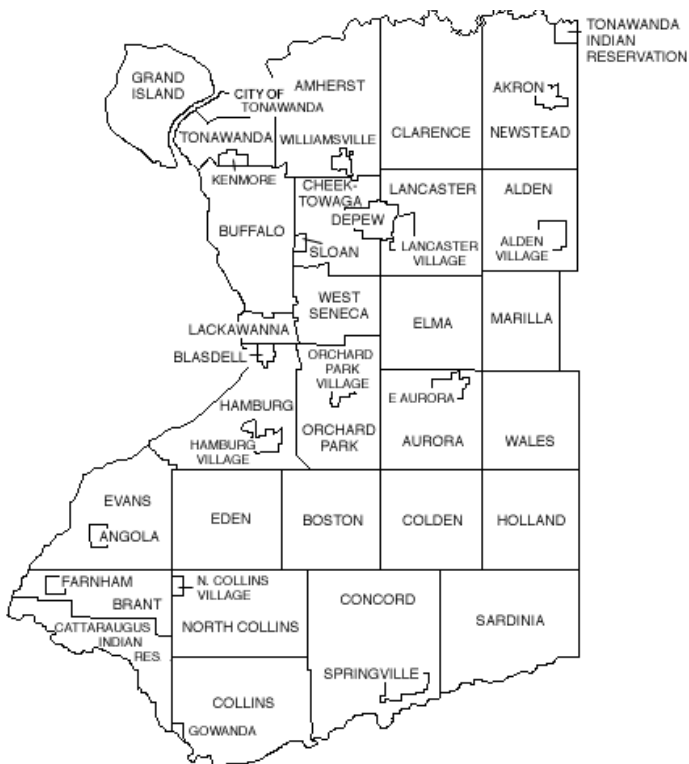 TONAWANDA
INDIAN
RESERVATION
GRAND
ISLAND
CITY OF
TONAWANDA
AMHERST
AKRON
TONAWANDA
WILLIAMSVILLE
CLARENCE
NEWSTEAD
KENMORE
CHEEK-
TOWAGA
LANCASTER
ALDEN
BUFFALO
DEPEW
SLOAN
LANCASTER
VILLAGE
ALDEN
VILLAGE
WEST
SENECA
LACKAWANNA
ELMA
MARILLA
BLASDELL
ORCHARD
PARK
VILLAGE
HAMBURG
E AURORA
HAMBURG
VILLAGE
ORCHARD
PARK
AURORA
WALES
EVANS
ANGOLA
EDEN
BOSTON
COLDEN
HOLLAND
FARNHAM
BRANT
N. COLLINS
VILLAGE
CONCORD
SARDINIA
CATTARAUGUS
INDIAN
RES.
NORTH COLLINS
SPRINGVILLE
COLLINS
GOWANDA